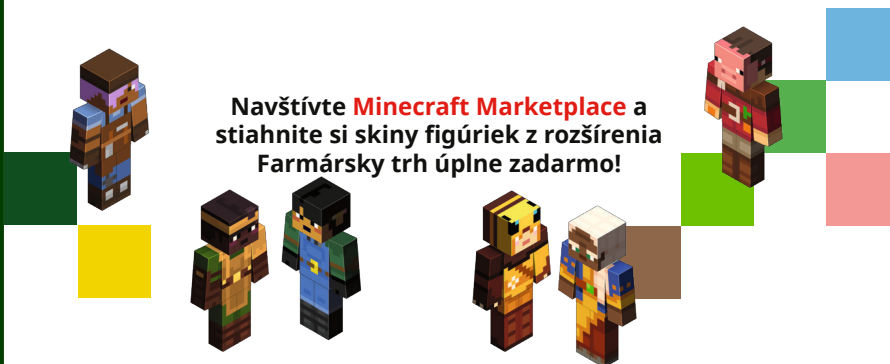 Navštívte Minecraft Marketplace a
stiahnite si skiny figúriek z rozšírenia
Farmársky trh úplne zadarmo!